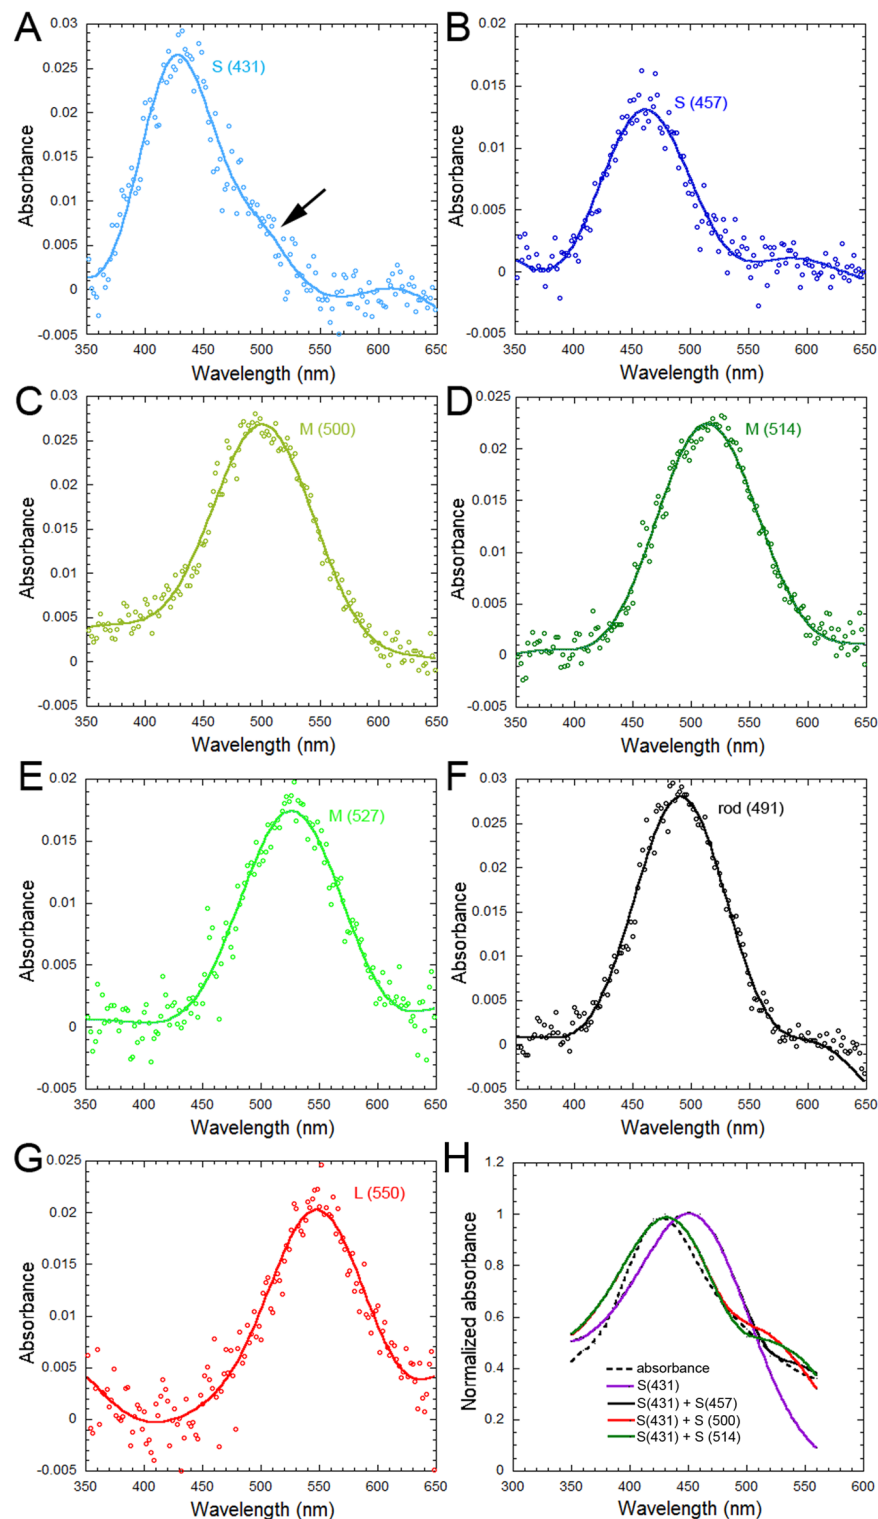 A
0.03
0.025
0.02
0.015
0.01
0.005
0
-0.005
Absorbance
S (431)
350 400 450 500 550 600 650
Wavelength (nm)
B
0.02
0.015
0.01
0.005
0
-0.005
Absorbance
S (457)
350 400 450 500 550 600 650
Wavelength (nm)
C
0.03
0.025
0.02
0.015
0.01
0.005
0
-0.005
Absorbance
M (500)
350 400 450 500 550 600 650
Wavelength (nm)
D
0.025
0.02
0.015
0.01
0.005
0
-0.005
Absorbance
M (514)
350 400 450 500 550 600 650
Wavelength (nm)
E
0.02
0.015
0.01
0.005
0
-0.005
Absorbance
M (527)
350 400 450 500 550 600 650
Wavelength (nm)
F
0.03
0.025
0.02
0.015
0.01
0.005
0
-0.005
Absorbance
rod (491)
350 400 450 500 550 600 650
Wavelength (nm)
G
0.025
0.02
0.015
0.01
0.005
0
-0.005
Absorbance
L (550)
350 400 450 500 550 600 650
Wavelength (nm)
H
1.2
1
0.8
0.6
0.4
0.2
0
Normalized absorbance
absorbance
S(431)
S(431) + S(457)
S(431) + S (500)
S(431) + S (514)
300 350 400 450 500 550 600
Wavelength (nm)